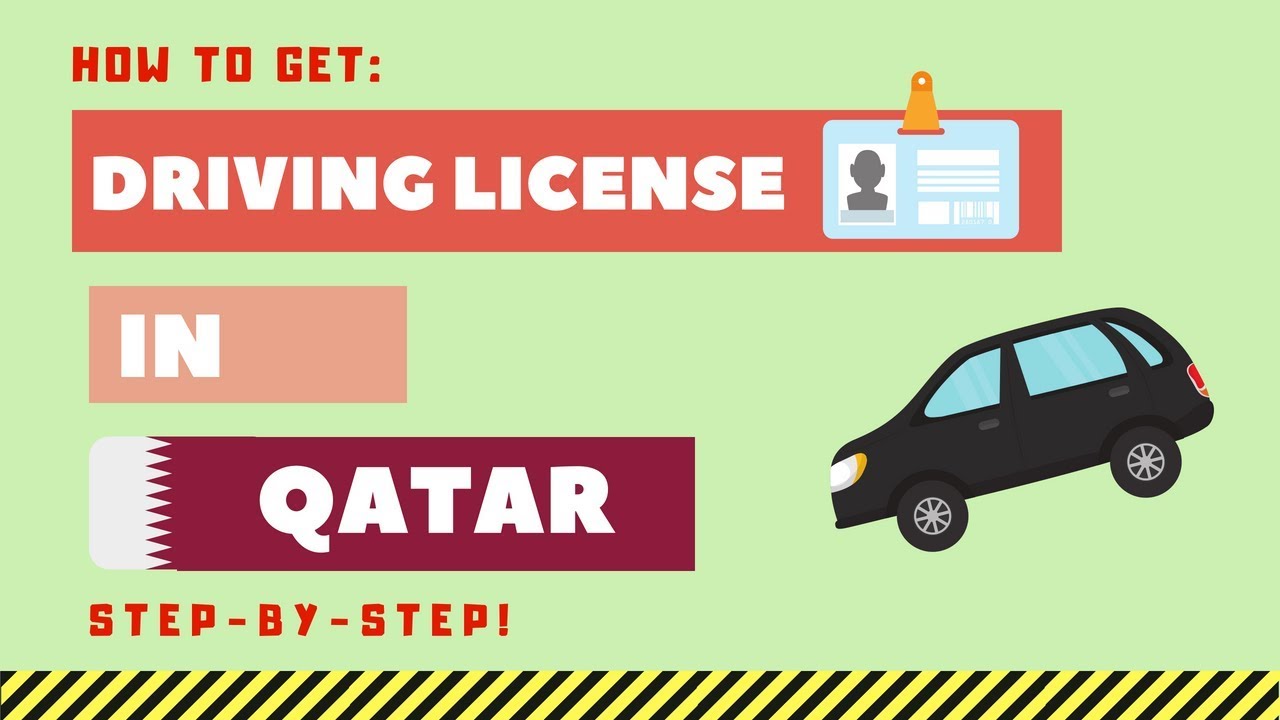 HOW TO GET:
DRIVING LICENSE
IN
QATAR
STEP-BY-STEP!